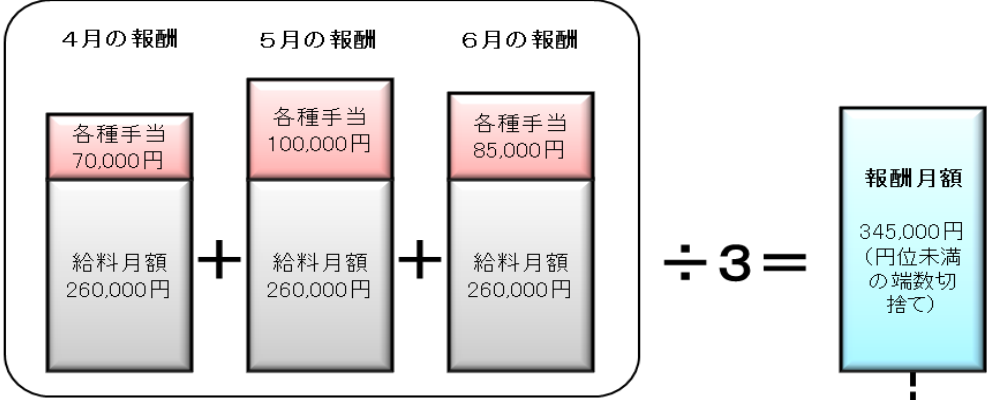 4月の報酬
5月の報酬
6月の報酬
各種手当
70,000円
各種手当
100,000円
各種手当
85,000円
給料月額
260,000円
+
給料月額
260,000円
+
給料月額
260,000円
÷3=
報酬月額
345,000円
(円位未満
の端数切
捨て)